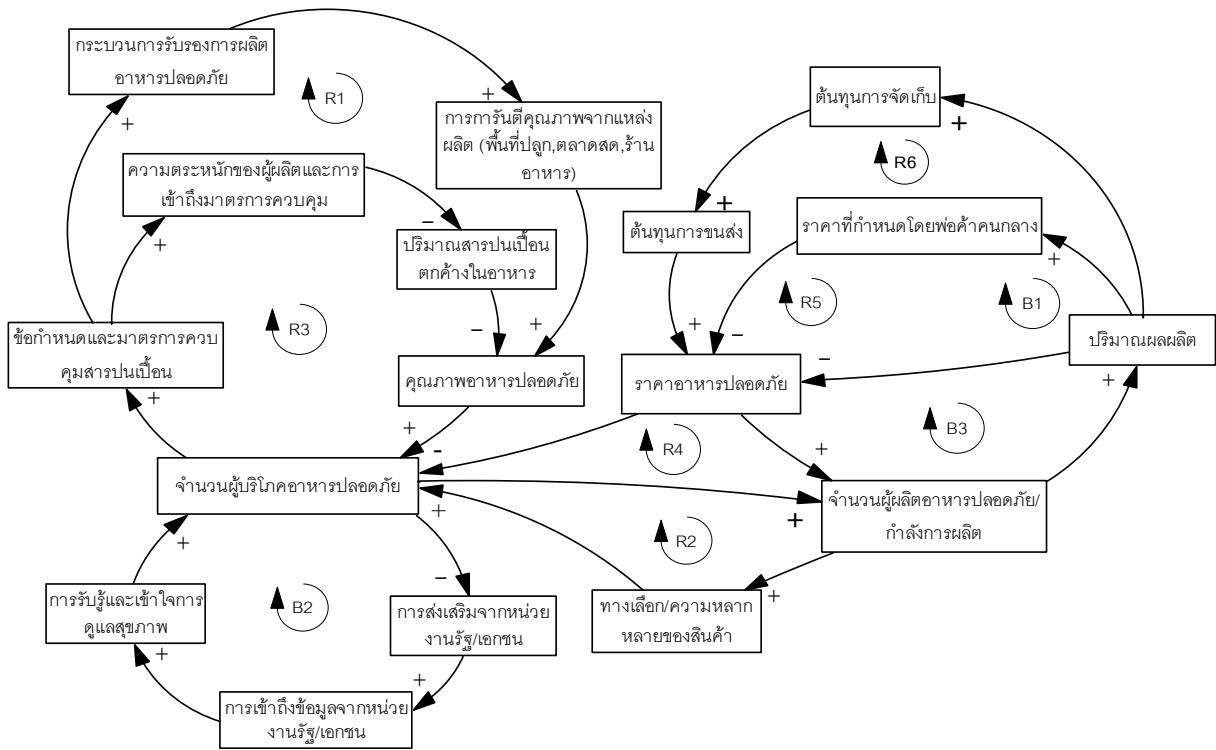 กระบวนการรับรองการผลิต
อาหารปลอดภัย
+
R1
+
การการันตีคุณภาพจากแหล่ง
ผลิต (พื้นที่ปลูก,ตลาดสด,ร้าน
อาหาร)
ความตระหนักของผู้ผลิตและการ
เข้าถึงมาตรการควบคุม
+
–
ปริมาณสารปนเปื้อน
ตกค้างในอาหาร
–
+
R3
ข้อกำหนดและมาตรการควบ
คุมสารปนเปื้อน
+
คุณภาพอาหารปลอดภัย
+
-
จำนวนผู้บริโภคอาหารปลอดภัย
+
+
การรับรู้และเข้าใจการ
ดูแลสุขภาพ
+
B2
–
การส่งเสริมจากหน่วย
งานรัฐ/เอกชน
+
การเข้าถึงข้อมูลจากหน่วย
งานรัฐ/เอกชน
ต้นทุนการจัดเก็บ
+
R6
+
ต้นทุนการขนส่ง
ราคาที่กำหนดโดยพ่อค้าคนกลาง
+
R5
B1
+
–
ปริมาณผลผลิต
+
–
ราคาอาหารปลอดภัย
R4
+
B3
+
จำนวนผู้ผลิตอาหารปลอดภัย/
กำลังการผลิต
R2
+
ทางเลือก/ความหลาก
หลายของสินค้า